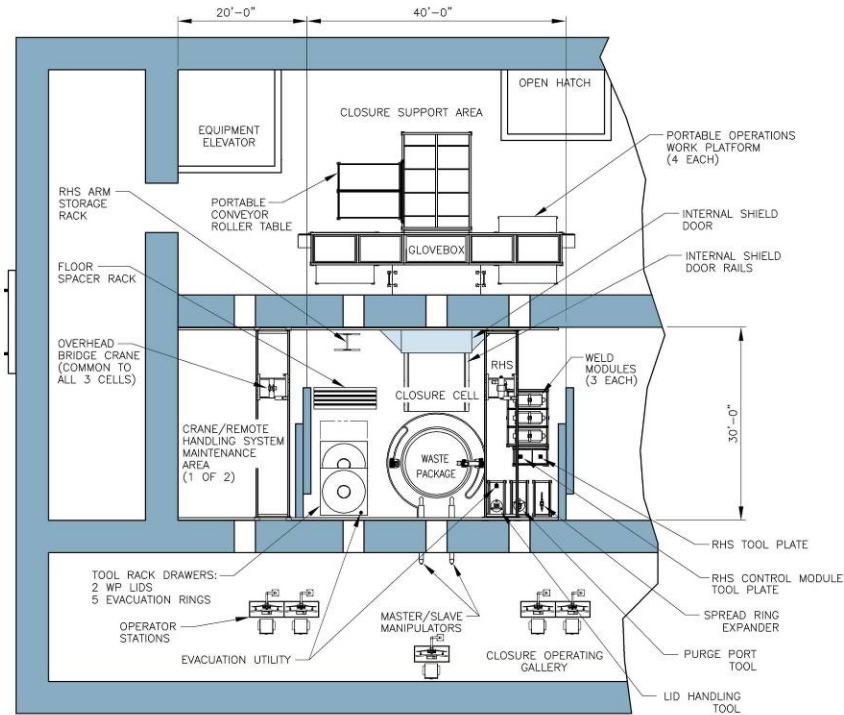 20'-0"
40'-0"
OPEN HATCH
CLOSURE SUPPORT AREA
EQUIPMENT
ELEVATOR
PORTABLE OPERATIONS
WORK PLATFORM
(4 EACH)
RHS ARM
STORAGE
RACK
PORTABLE
CONVEYOR
ROLLER TABLE
INTERNAL SHIELD
DOOR
GLOVEBOX
INTERNAL SHIELD
DOOR RAILS
FLOOR
SPACER RACK
OVERHEAD
BRIDGE CRANE
(COMMON TO
ALL 3 CELLS)
RHS
WELD
MODULES
(3 EACH)
CLOSURE CELL
30'-0"
CRANE/REMOTE
HANDLING SYSTEM
MAINTENANCE
AREA
(1 OF 2)
WASTE
PACKAGE
RHS TOOL PLATE
TOOL RACK DRAWERS:
2 WP LIDS
5 EVACUATION RINGS
RHS CONTROL MODULE
TOOL PLATE
OPERATOR
STATIONS
MASTER/SLAVE
MANIPULATORS
SPREAD RING
EXPANDER
EVACUATION UTILITY
CLOSURE OPERATING
GALLERY
PURGE PORT
TOOL
LID HANDLING
TOOL